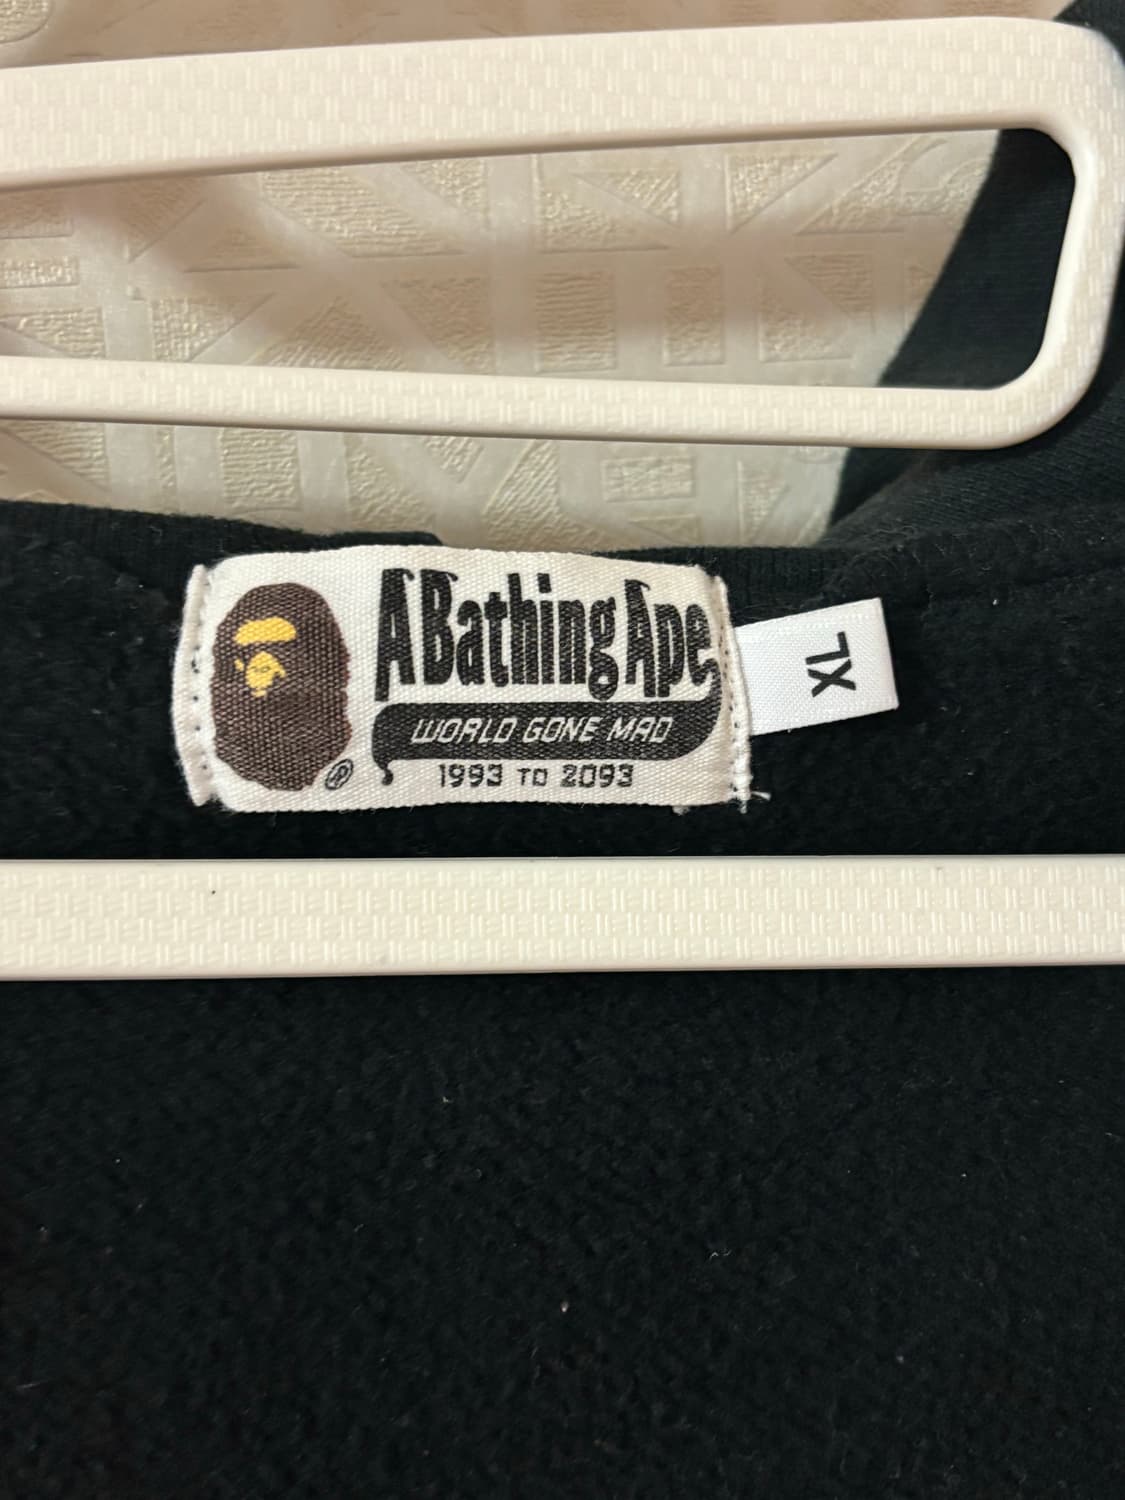 A Bathing Ape
WORLD GONE MAD
1993 TO 2093
XL